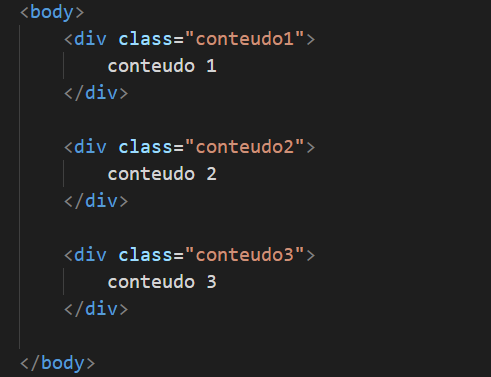 <body>
<div class="conteudo1">
conteudo 1
</div>
<div class="conteudo2">
conteudo 2
</div>
<div class="conteudo3">
conteudo 3
</div>
</body>